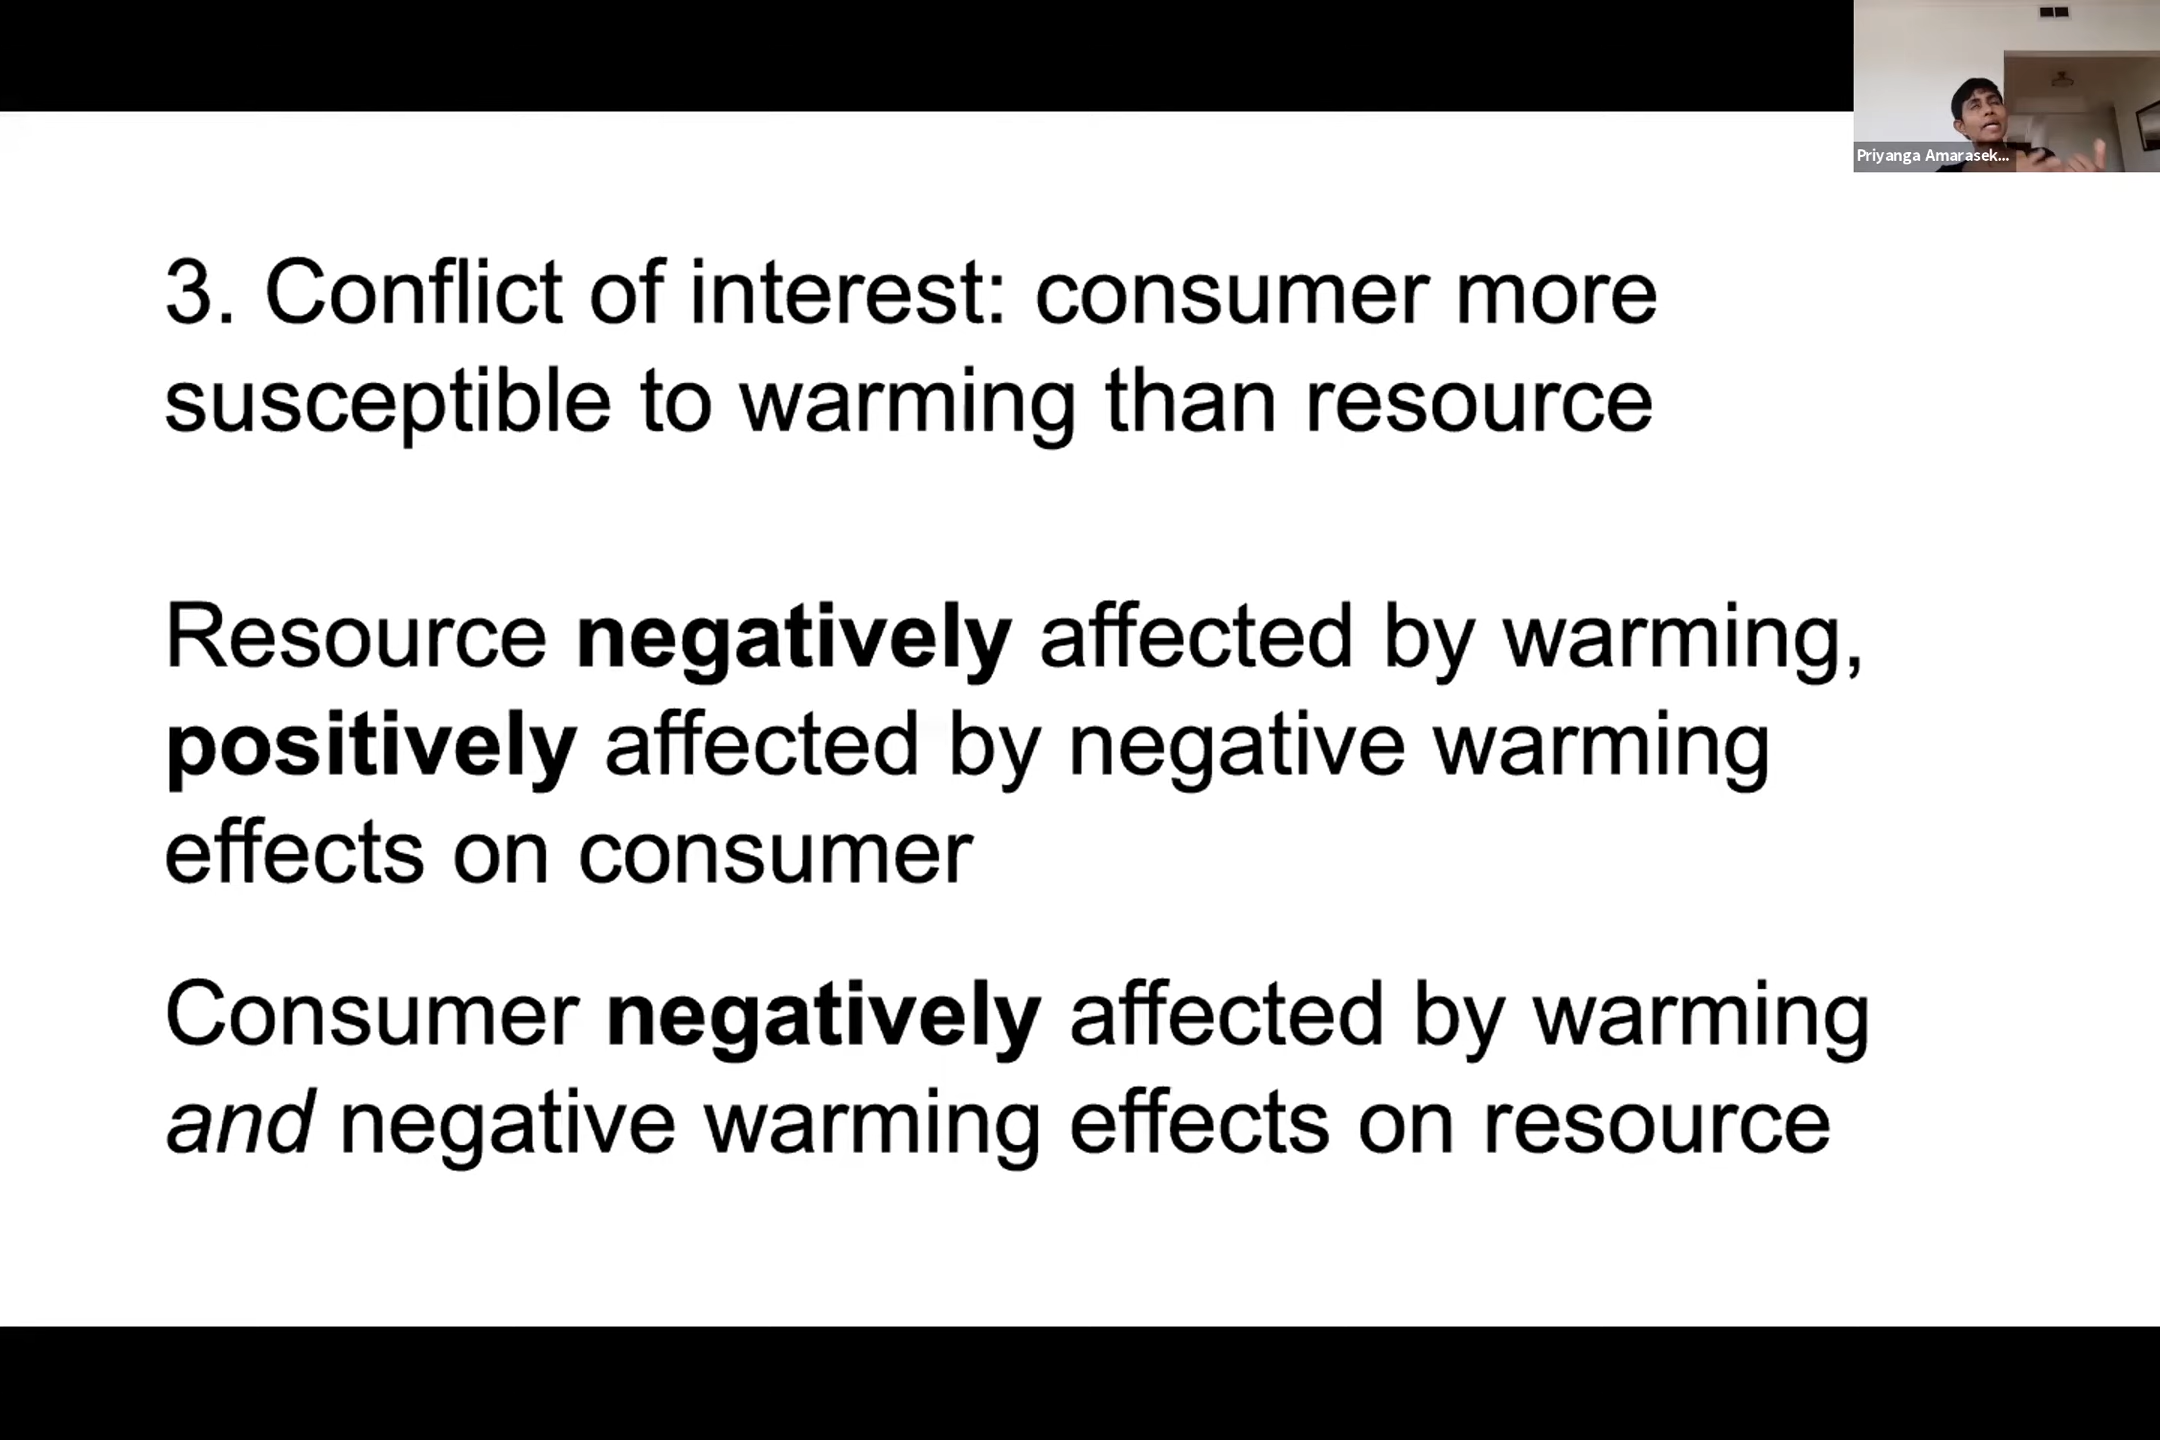 Priyanga Amarasek...
3. Conflict of interest: consumer more
susceptible to warming than resource
Resource negatively affected by warming,
positively affected by negative warming
effects on consumer
Consumer negatively affected by warming
and negative warming effects on resource